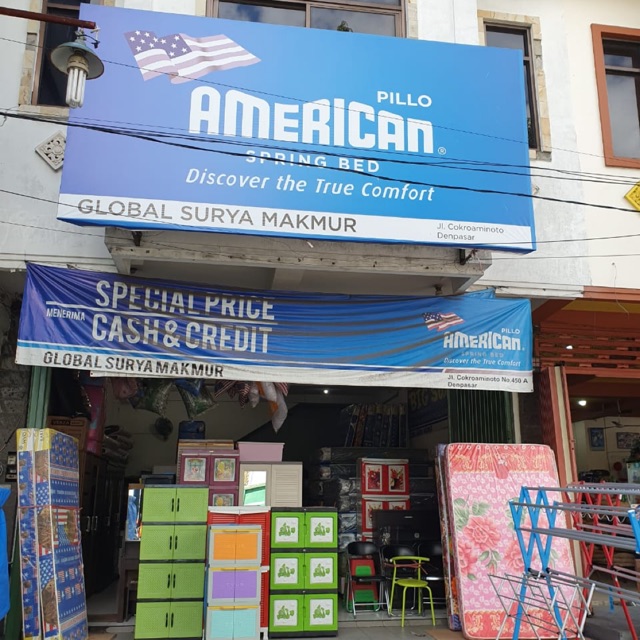 PILLO
AMERICAN®
SPRING BED
Discover the True Comfort
GLOBAL SURYA MAKMUR
Jl. Cokroaminoto
Denpasar
SPECIAL PRICE
MENERIMA
CASH & CREDIT
GLOBAL SURYA MAKMUR
PILLO
AMERICAN
SPRING BED
Discover the True Comfort
Jl. Cokroaminoto No.450 A
Denpasar